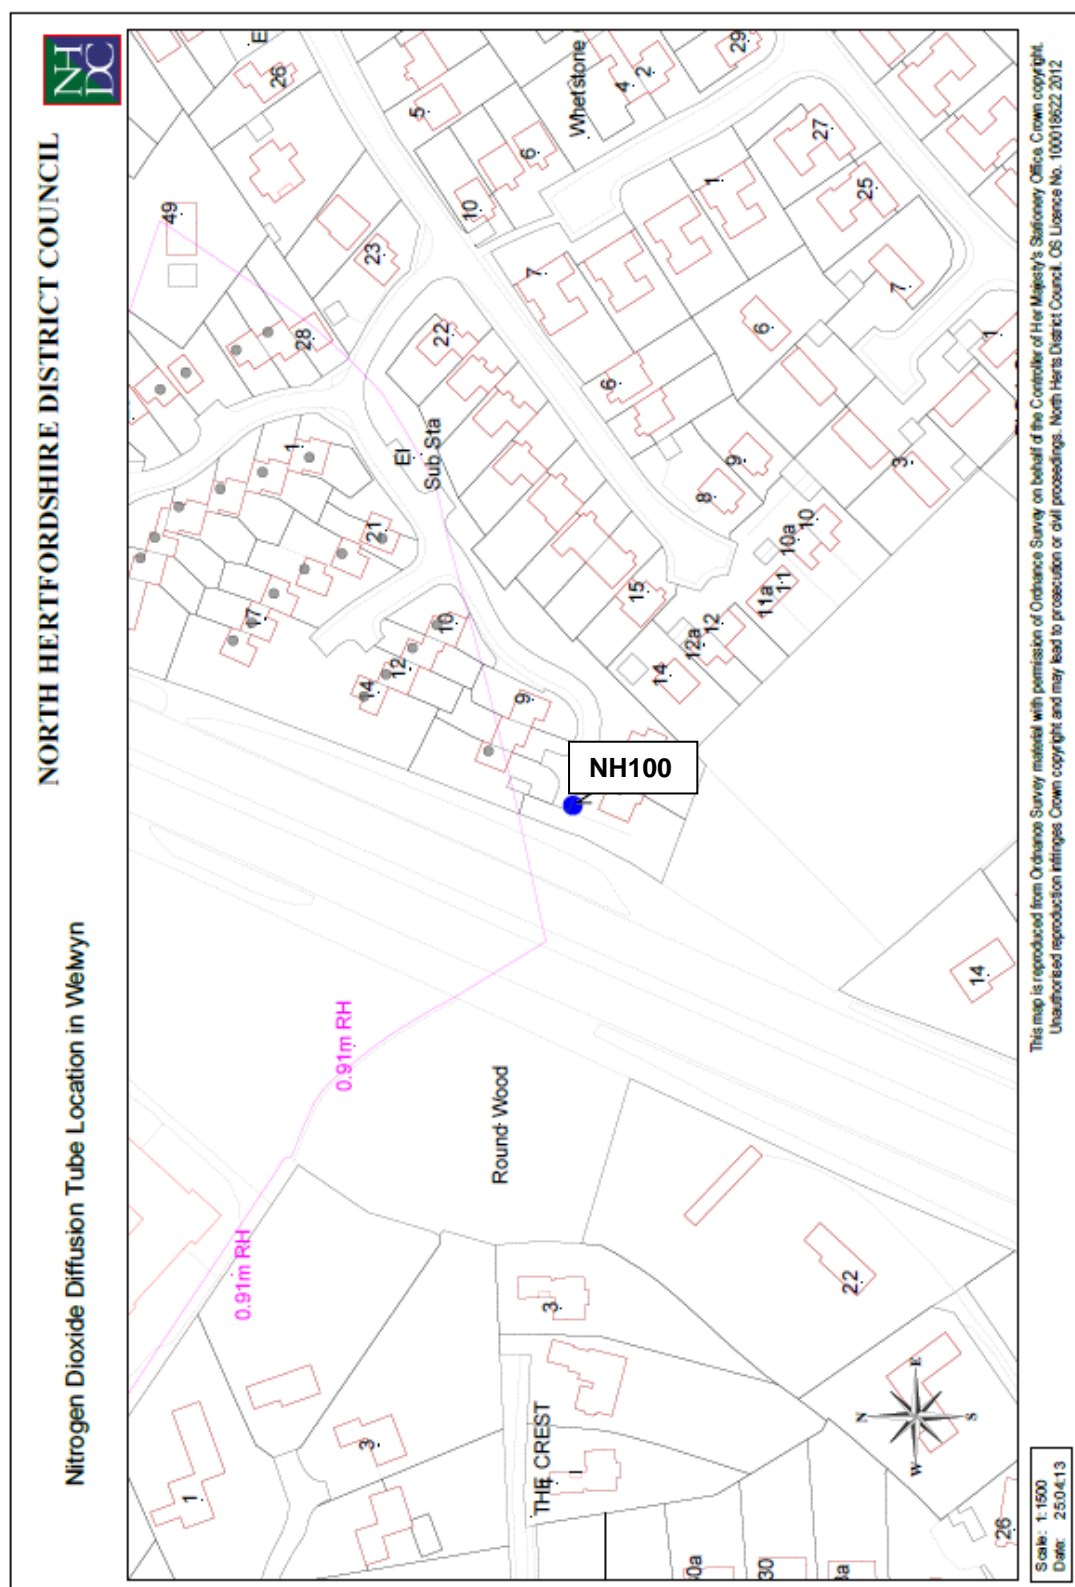 NORTH HERTFORDSHIRE DISTRICT COUNCIL
NH
DC
Nitrogen Dioxide Diffusion Tube Location in Welwyn
E
26
49
5
4
2
29
Whetstone
6
10
23
27
1
25
28
22
7
7
6
6
1
1
El
Sub Sta
9
8
3
21
10
10a
11
11a
17
15
12
12a
14
10
12
14
9
NH100
14
0.91m RH
Round Wood
0.91m RH
3
22
THE CREST
1
3
1
N
E
S
W
26
30
Scale: 1:1500
Date: 25:04:13
This map is reproduced from Ordnance Survey material with permission of Ordnance Survey on behalf of the Controller of Her Majesty's Stationery Office. Crown copyright.
Unauthorised reproduction infringes Crown copyright and may lead to prosecution or civil proceedings. North Herts District Council. OS Licence No. 100018622 2012